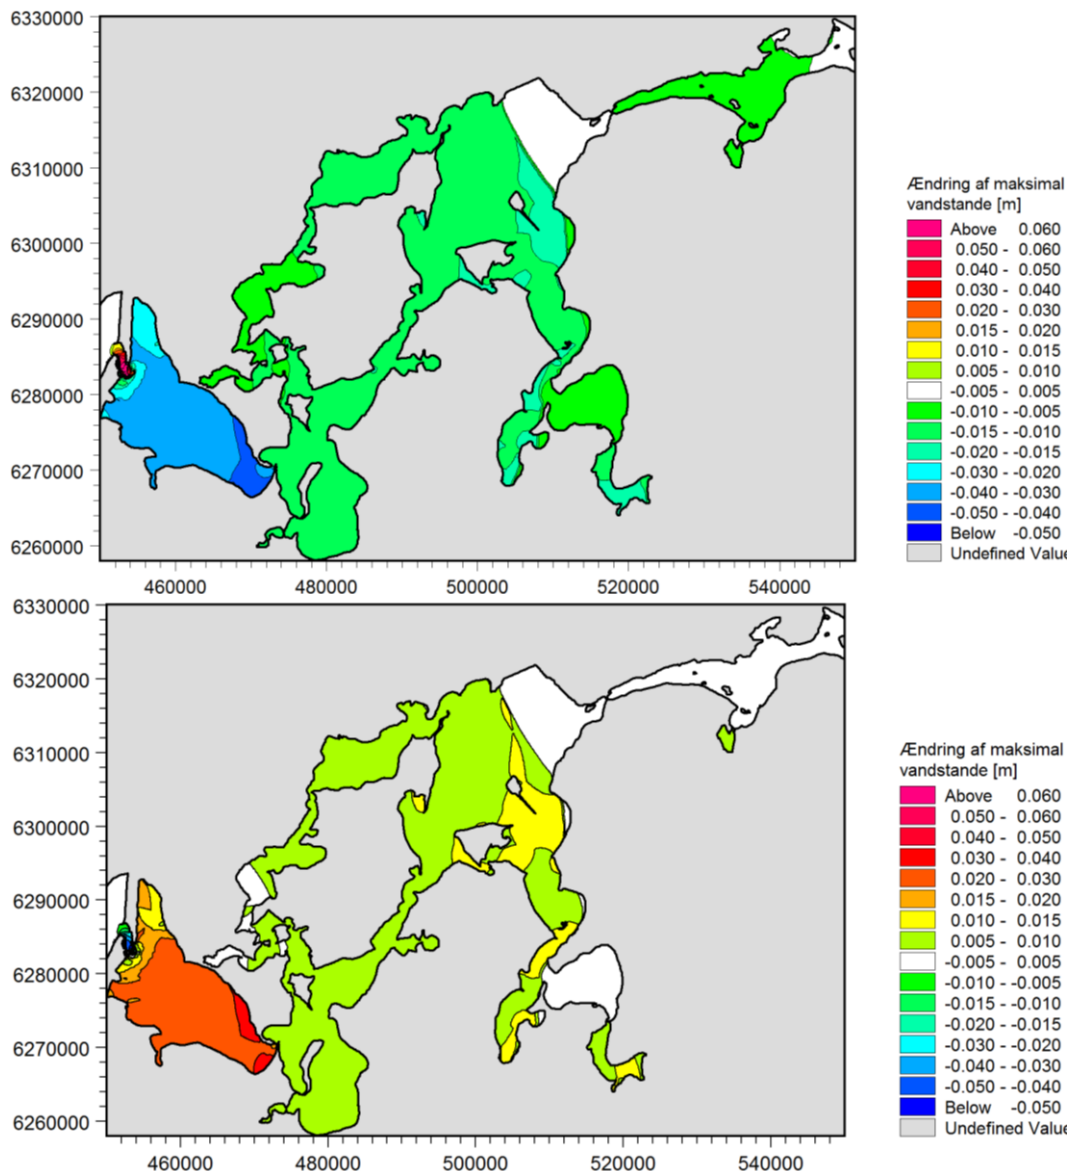 6330000
6320000
6310000
6300000
6290000
6280000
6270000
6260000
460000 480000 500000 520000 540000
Ændring af maksimal
vandstande [m]
Above 0.060
0.050 - 0.060
0.040 - 0.050
0.030 - 0.040
0.020 - 0.030
0.015 - 0.020
0.010 - 0.015
0.005 - 0.010
-0.005 - 0.005
-0.010 - -0.005
-0.015 - -0.010
-0.020 - -0.015
-0.030 - -0.020
-0.040 - -0.030
-0.050 - -0.040
Below -0.050
Undefined Value
6330000
6320000
6310000
6300000
6290000
6280000
6270000
6260000
460000 480000 500000 520000 540000
Ændring af maksimal
vandstande [m]
Above 0.060
0.050 - 0.060
0.040 - 0.050
0.030 - 0.040
0.020 - 0.030
0.015 - 0.020
0.010 - 0.015
0.005 - 0.010
-0.005 - 0.005
-0.010 - -0.005
-0.015 - -0.010
-0.020 - -0.015
-0.030 - -0.020
-0.040 - -0.030
-0.050 - -0.040
Below -0.050
Undefined Value